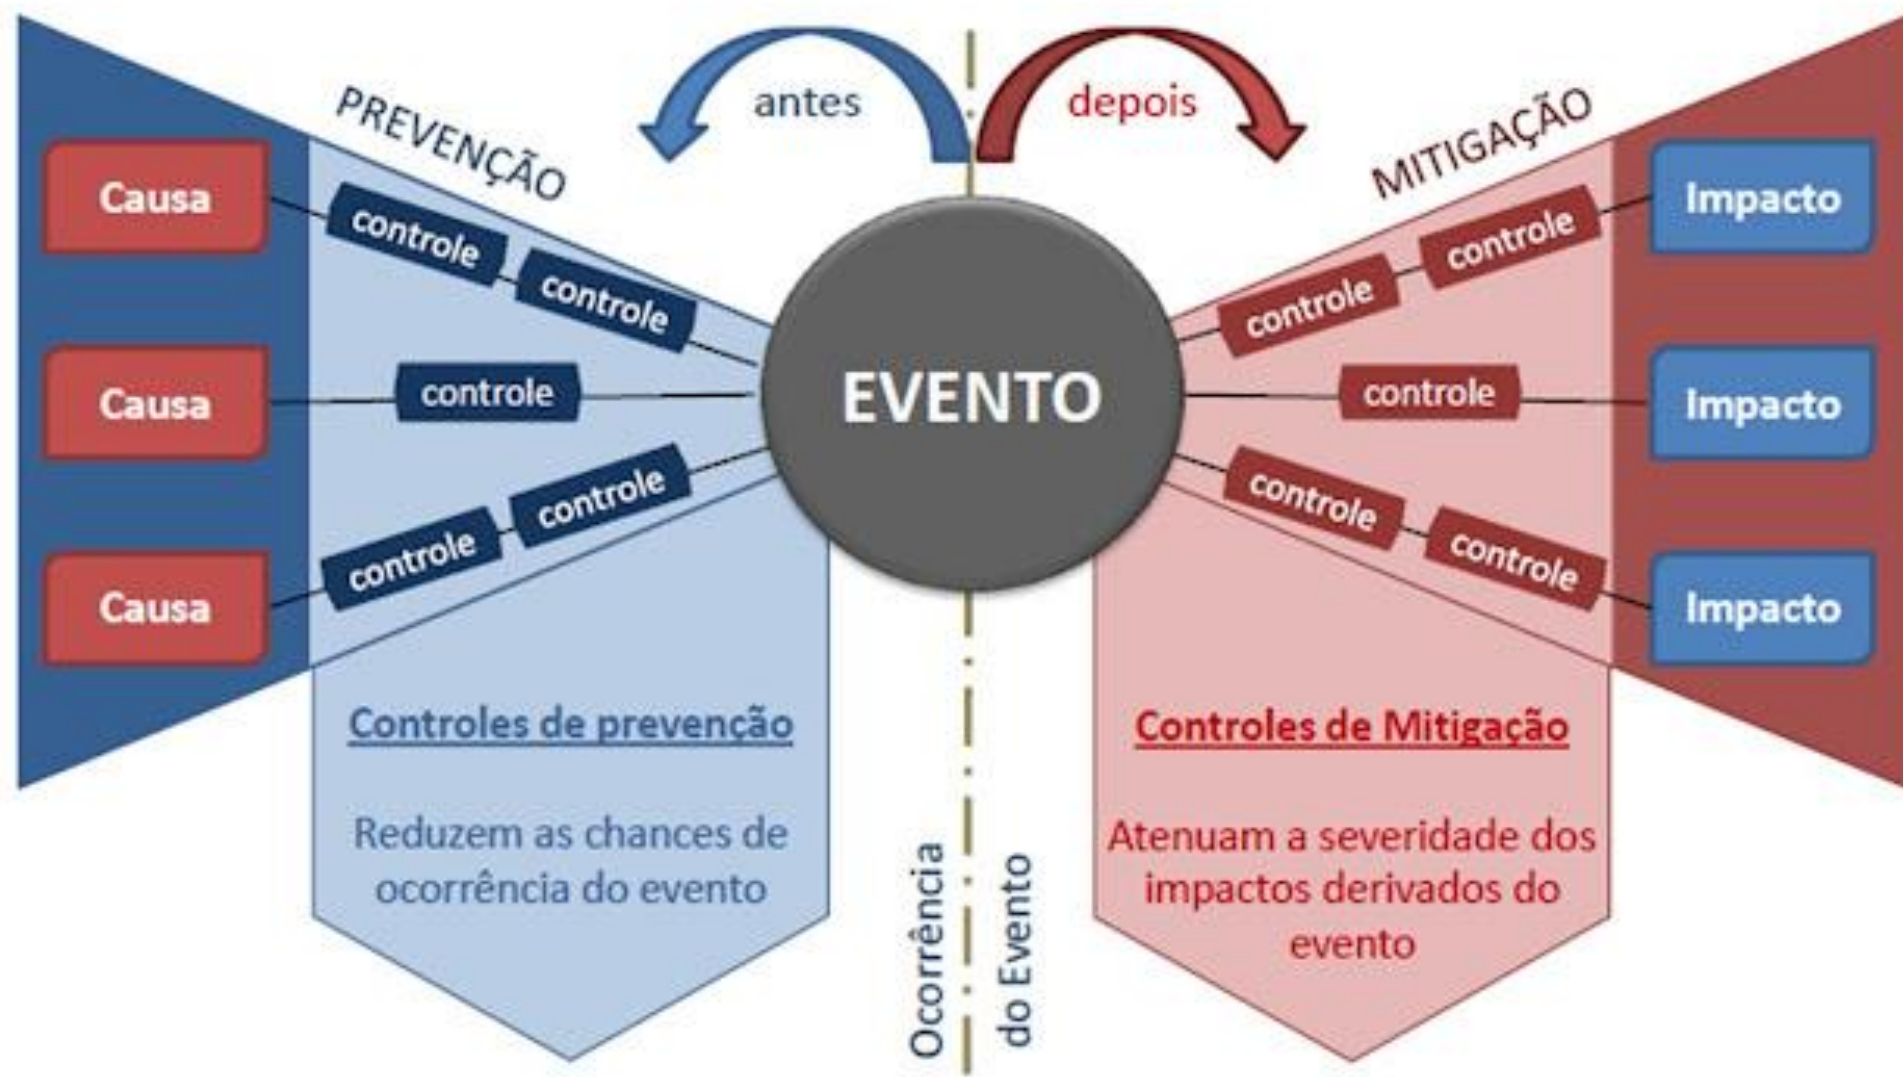 antes
depois
PREVENÇÃO
MITIGAÇÃO
Causa
controle
controle
Causa
controle
Causa
controle
controle
EVENTO
controle
controle
Impacto
controle
Impacto
controle
controle
Impacto
Controles de prevenção
Reduzem as chances de
ocorrência do evento
Ocorrência
do Evento
Controles de Mitigação
Atenuam a severidade dos
impactos derivados do
evento